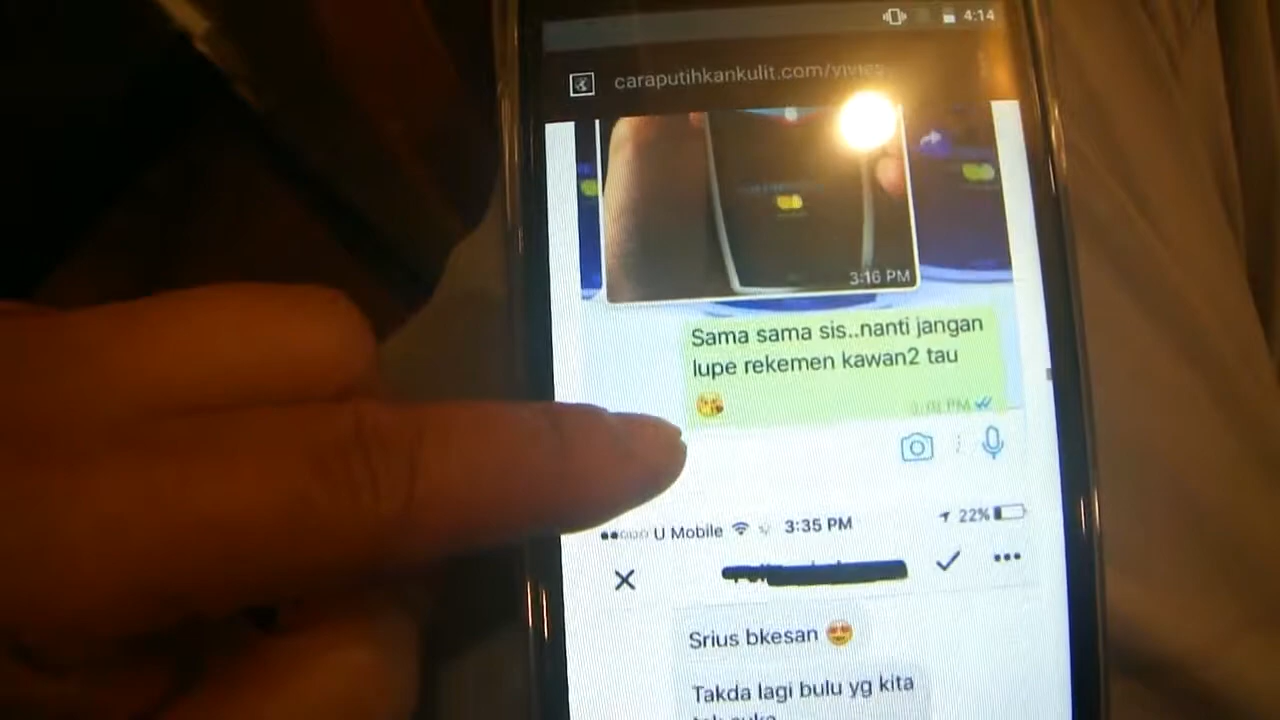 4:14
caraputihkankulit.com/vivies
3:16 PM
Sama sama sis..nanti jangan
lupe rekemen kawan2 tau
U Mobile 3:35 PM 22%
Srius bkesan
Takda lagi bulu yg kita